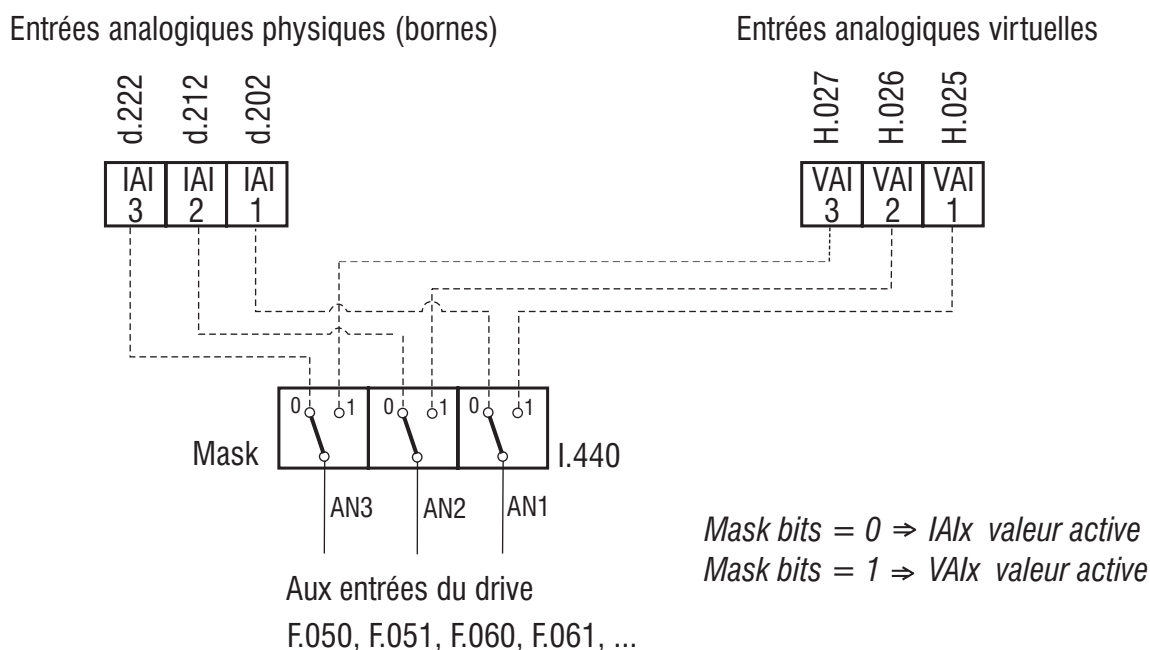 Entrées analogiques physiques (bornes)
Entrées analogiques virtuelles
d.222
d.212
d.202
H.027
H.026
H.025
IAI 3
IAI 2
IAI 1
VAI 3
VAI 2
VAI 1
0 1
0 1
0 1
Mask
I.440
AN3
AN2
AN1
Mask bits = 0 ⇒ IAIx valeur active
Mask bits = 1 ⇒ VAIx valeur active
Aux entrées du drive
F.050, F.051, F.060, F.061, ...